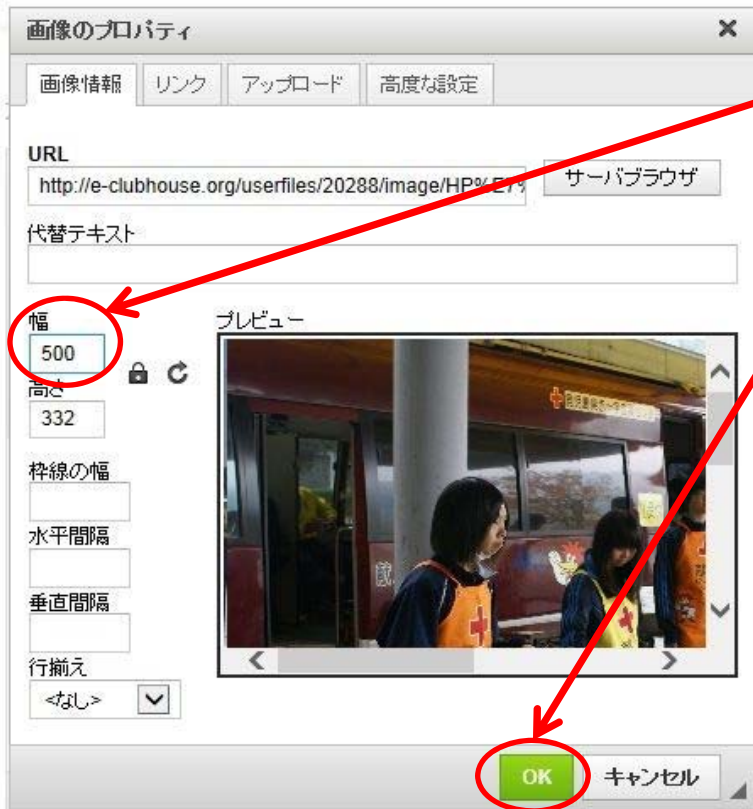 画像のプロパティ
画像情報 リンク アップロード 高度な設定
URL
http://e-clubhouse.org/userfiles/20288/image/HP%E7% サーバブラウザ
代替テキスト
幅
500
高さ
332
枠線の幅
水平間隔
垂直間隔
行揃え
<なし>
プレビュー
献
OK キャンセル